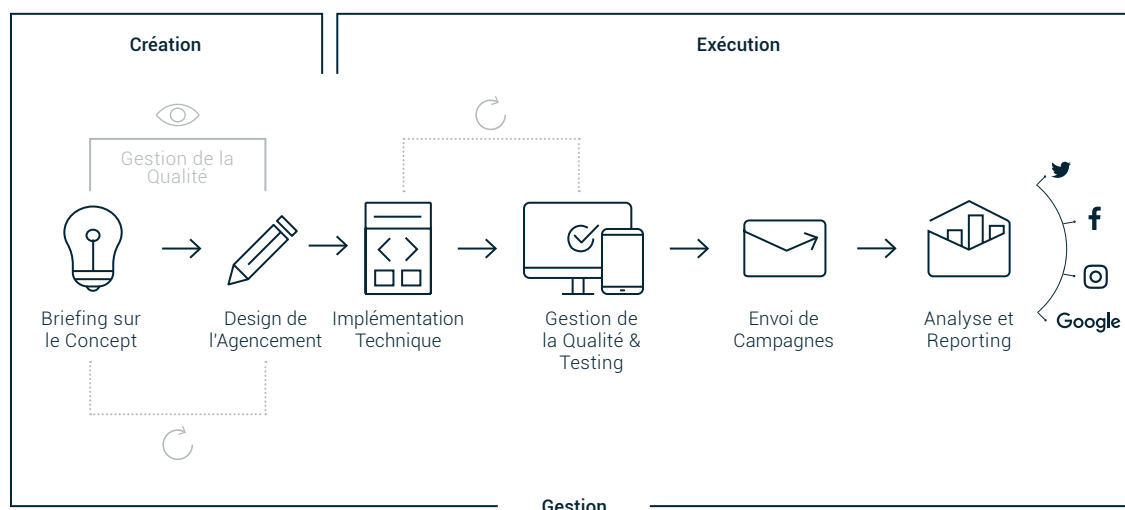 Création
Exécution
Gestion de la
Qualité
Briefing sur
le Concept
Design de
l'Agencement
Implémentation
Technique
Gestion de
la Qualité &
Testing
Envoi de
Campagnes
Analyse et
Reporting
Google
Gestion